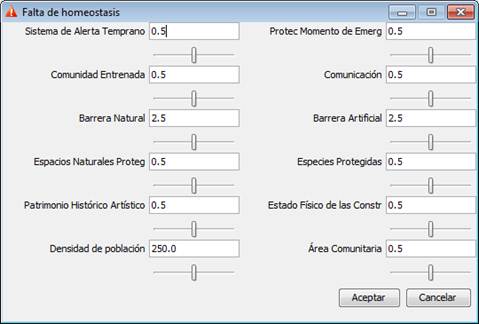 Falta de homeostasis
Sistema de Alerta Temprano 0.5 Protec Momento de Emerg 0.5
Comunidad Entrenada 0.5 Comunicación 0.5
Barrera Natural 2.5 Barrera Artificial 2.5
Espacios Naturales Proteg 0.5 Especies Protegidas 0.5
Patrimonio Histórico Artístico 0.5 Estado Físico de las Constr 0.5
Densidad de población 250.0 Área Comunitaria 0.5
Aceptar Cancelar